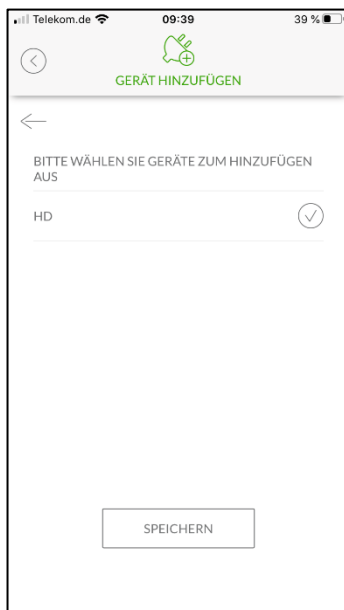 Telekom.de 09:39 39 %
GERÄT HINZUFÜGEN
BITTE WÄHLEN SIE GERÄTE ZUM HINZUFÜGEN
AUS
HD
SPEICHERN